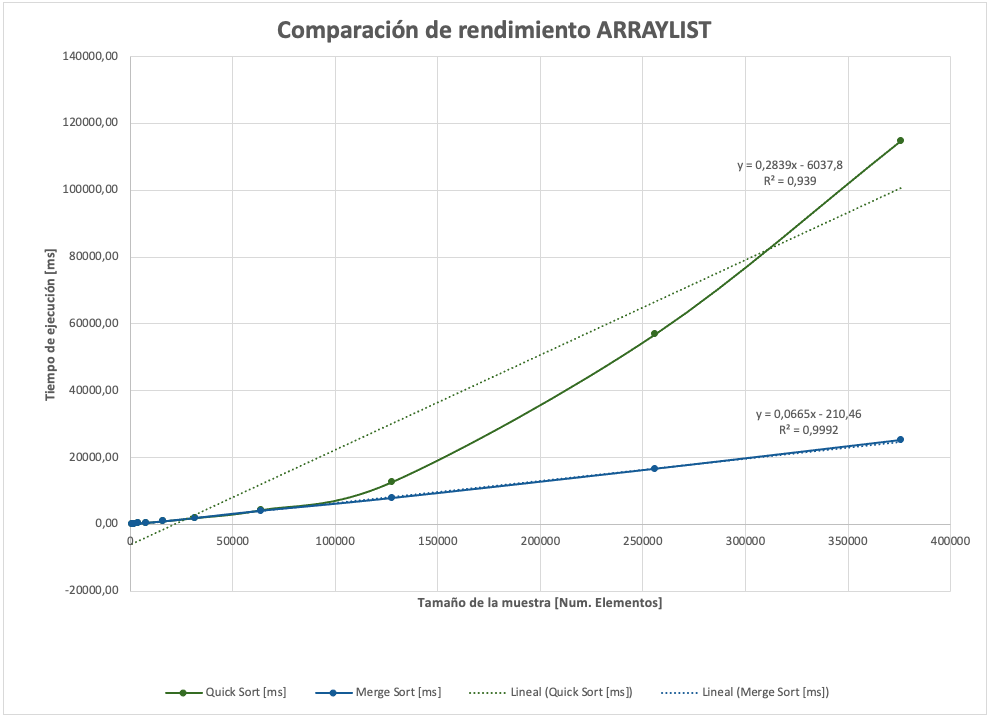 Comparación de rendimiento ARRAYLIST
140000,00
120000,00
100000,00
80000,00
60000,00
40000,00
20000,00
0,00
-20000,00
Tiempo de ejecución [ms]
y = 0,2839x - 6037,8
R² = 0,939
y = 0,0665x - 210,46
R² = 0,9992
0 50000 100000 150000 200000 250000 300000 350000 400000
Tamaño de la muestra [Num. Elementos]
Quick Sort [ms] Merge Sort [ms] Lineal (Quick Sort [ms]) Lineal (Merge Sort [ms])